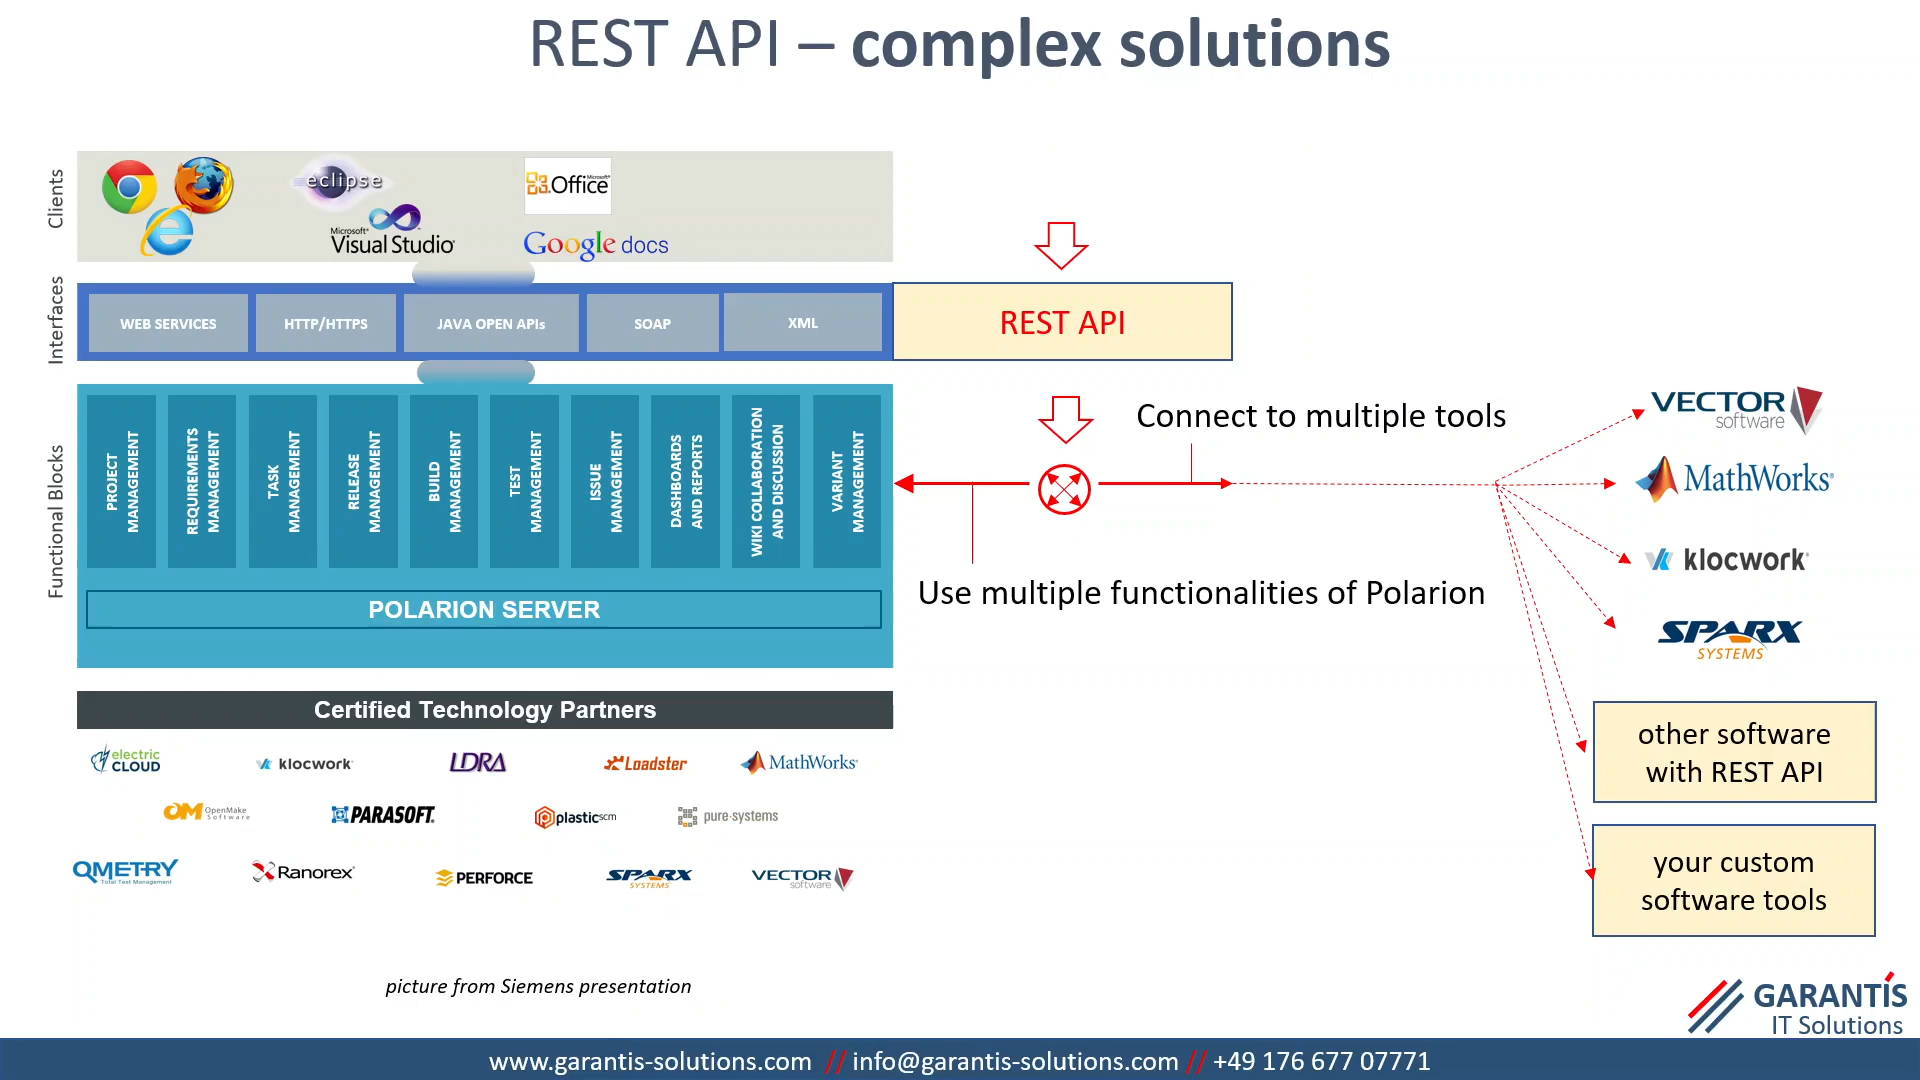 REST API – complex solutions
Clients
eclipse
Microsoft®
Visual Studio®
Microsoft®
Office
Google docs
Interfaces
WEB SERVICES
HTTP/HTTPS
JAVA OPEN APIs
SOAP
XML
REST API
Functional Blocks
PROJECT
MANAGEMENT
REQUIREMENTS
MANAGEMENT
TASK
MANAGEMENT
RELEASE
MANAGEMENT
BUILD
MANAGEMENT
TEST
MANAGEMENT
ISSUE
MANAGEMENT
DASHBOARDS
AND REPORTS
WIKI COLLABORATION
AND DISCUSSION
VARIANT
MANAGEMENT
POLARION SERVER
Connect to multiple tools
Use multiple functionalities of Polarion
VECTOR
software
MathWorks®
klocwork®
SPARX
SYSTEMS
other software
with REST API
your custom
software tools
Certified Technology Partners
electric
CLOUD
klocwork
LDRA
Loadster
MathWorks®
OM OpenMake
Software
PARASOFT.
plastic SCM
pure-systems
QMETRY
Total Test Management
Ranorex®
PERFORCE
SPARX
SYSTEMS
VECTOR
software
picture from Siemens presentation
GARANTIS
IT Solutions
www.garantis-solutions.com // info@garantis-solutions.com // +49 176 677 07771